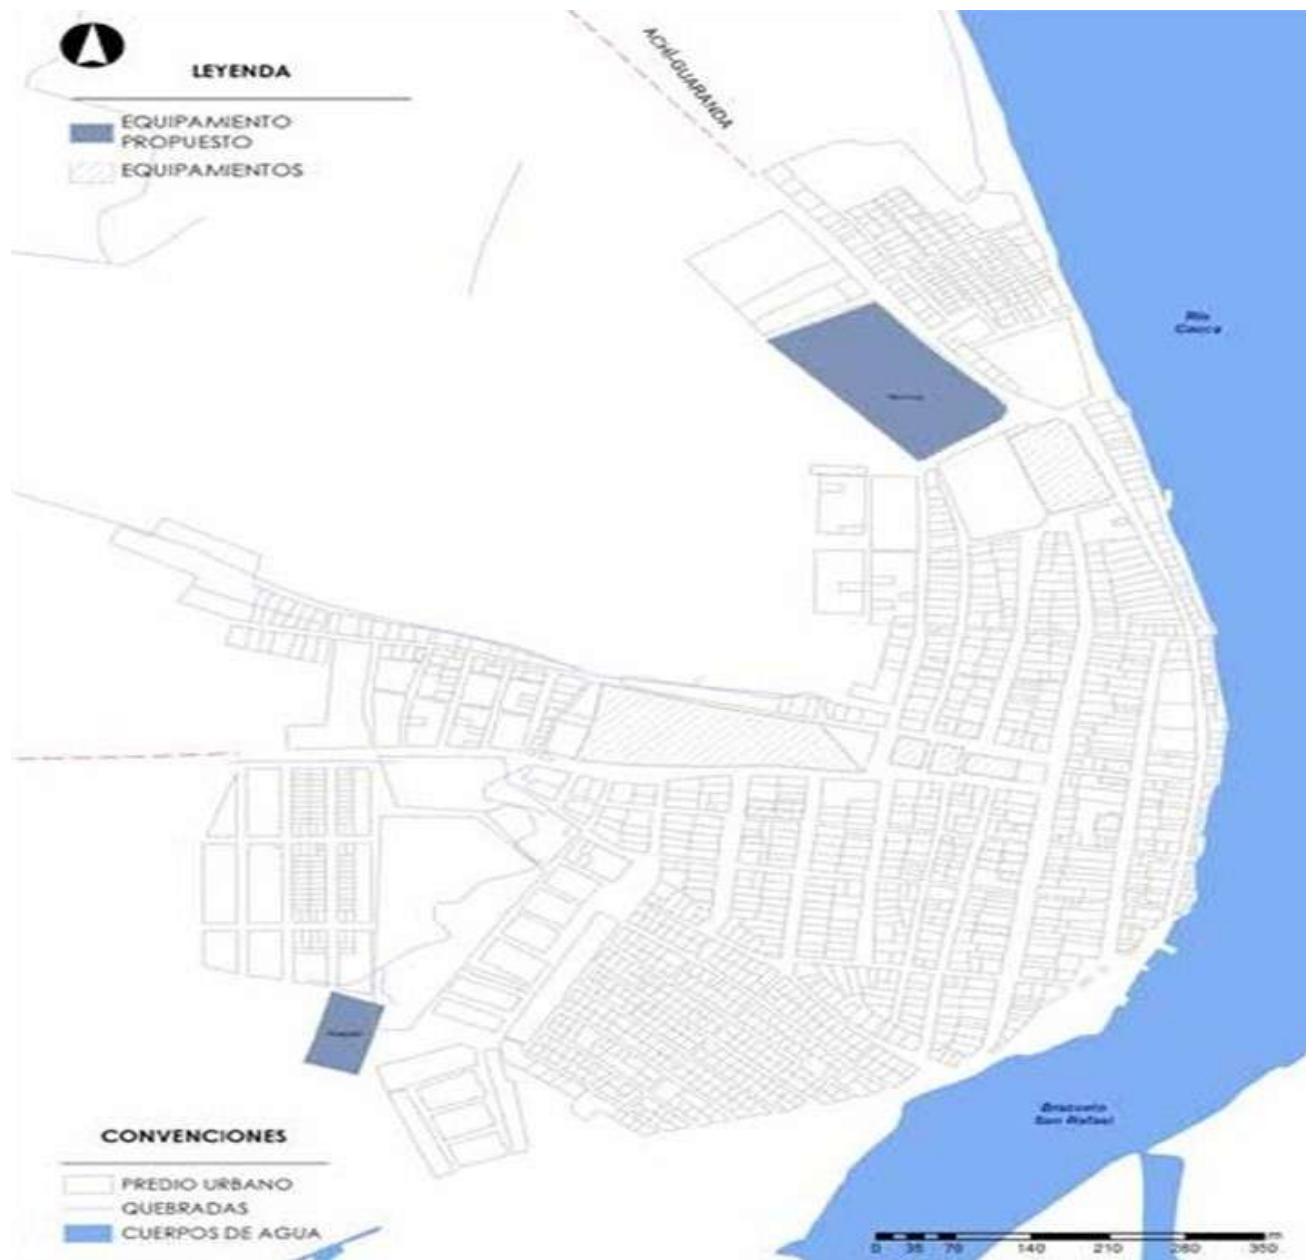 LEYENDA
EQUIPAMIENTO
PROPUESTO
EQUIPAMIENTOS
ACHÍ-GUARANDA
Río
Cauca
Brazuelo
San Rafael
CONVENCIONES
PREDIO URBANO
QUEBRADAS
CUERPOS DE AGUA
0 35 70 140 210 280 350 m